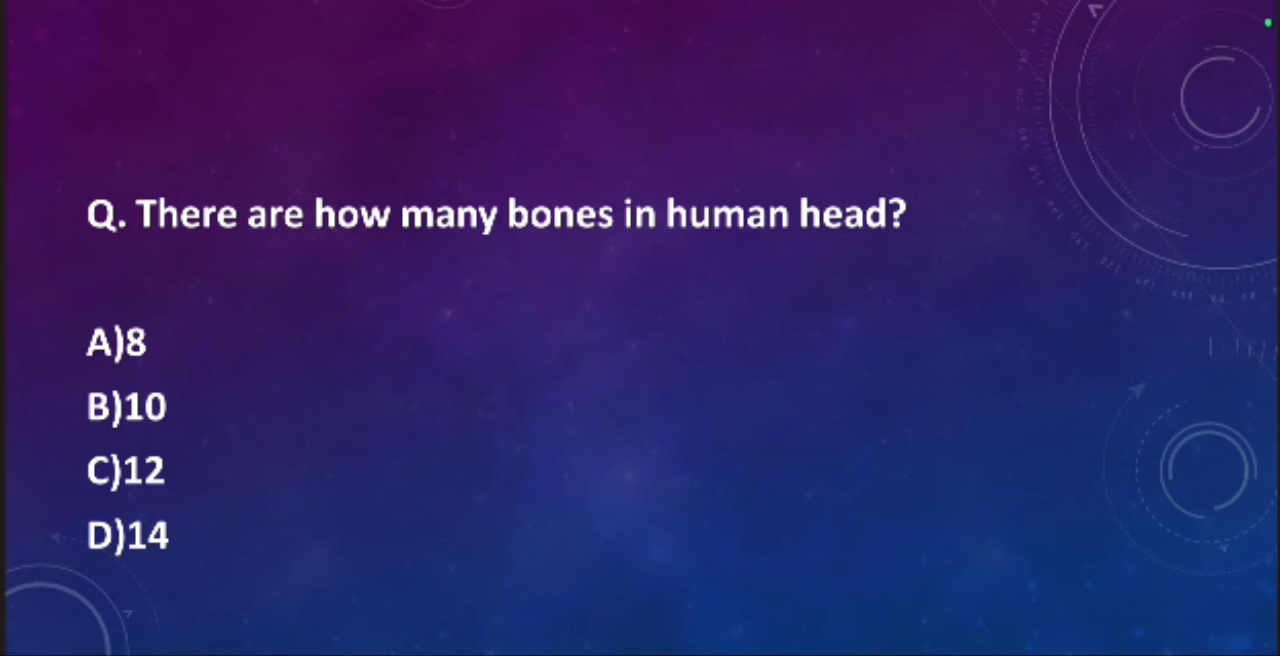 Q. There are how many bones in human head?
A)8
B)10
C)12
D)14